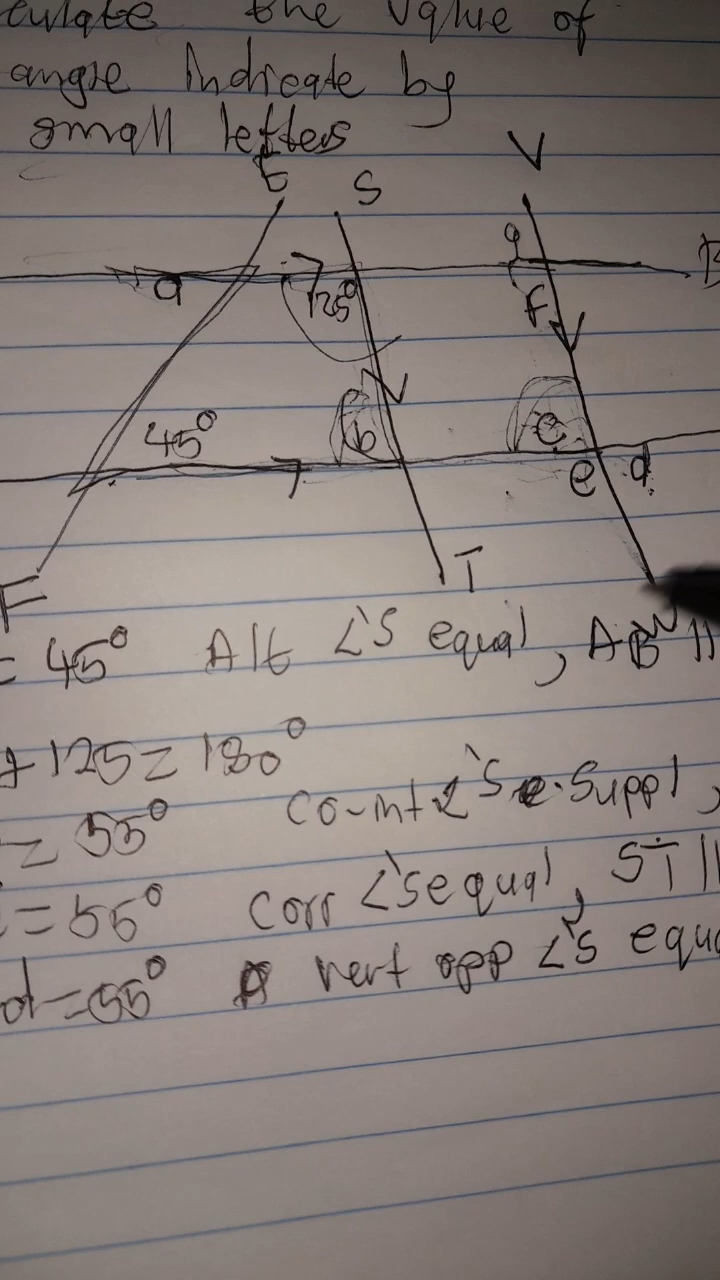 the value of
angle indicate by
small letters
E S V
a 125° g B
f
45° b c
e d
F T W
= 45° Alt <'s equal, AB ||
+ 125 = 180°
= 55° co-int <'s suppl,
= 55° corr <'s equal, ST ||
d = 55° vert opp <'s